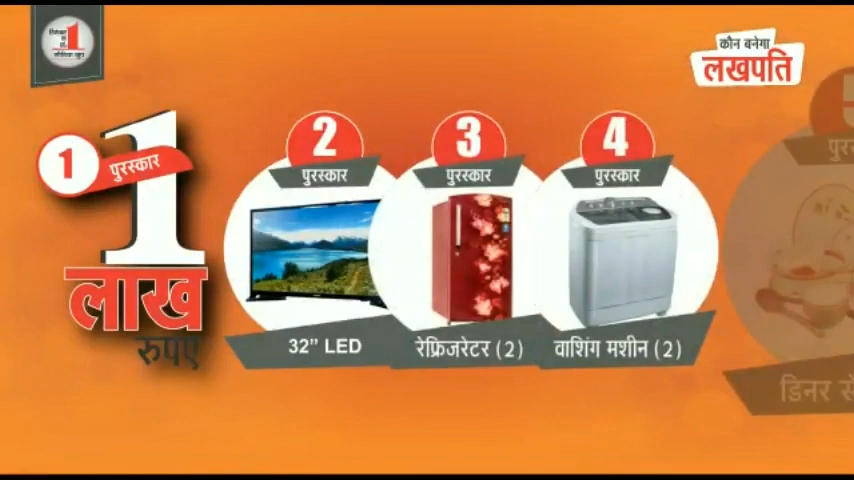 1
कौन बनेगा
लखपति
1 पुरस्कार
1
लाख
रुपए
2
पुरस्कार
32” LED
3
पुरस्कार
रेफ्रिजरेटर (2)
4
पुरस्कार
वाशिंग मशीन (2)
डिनर